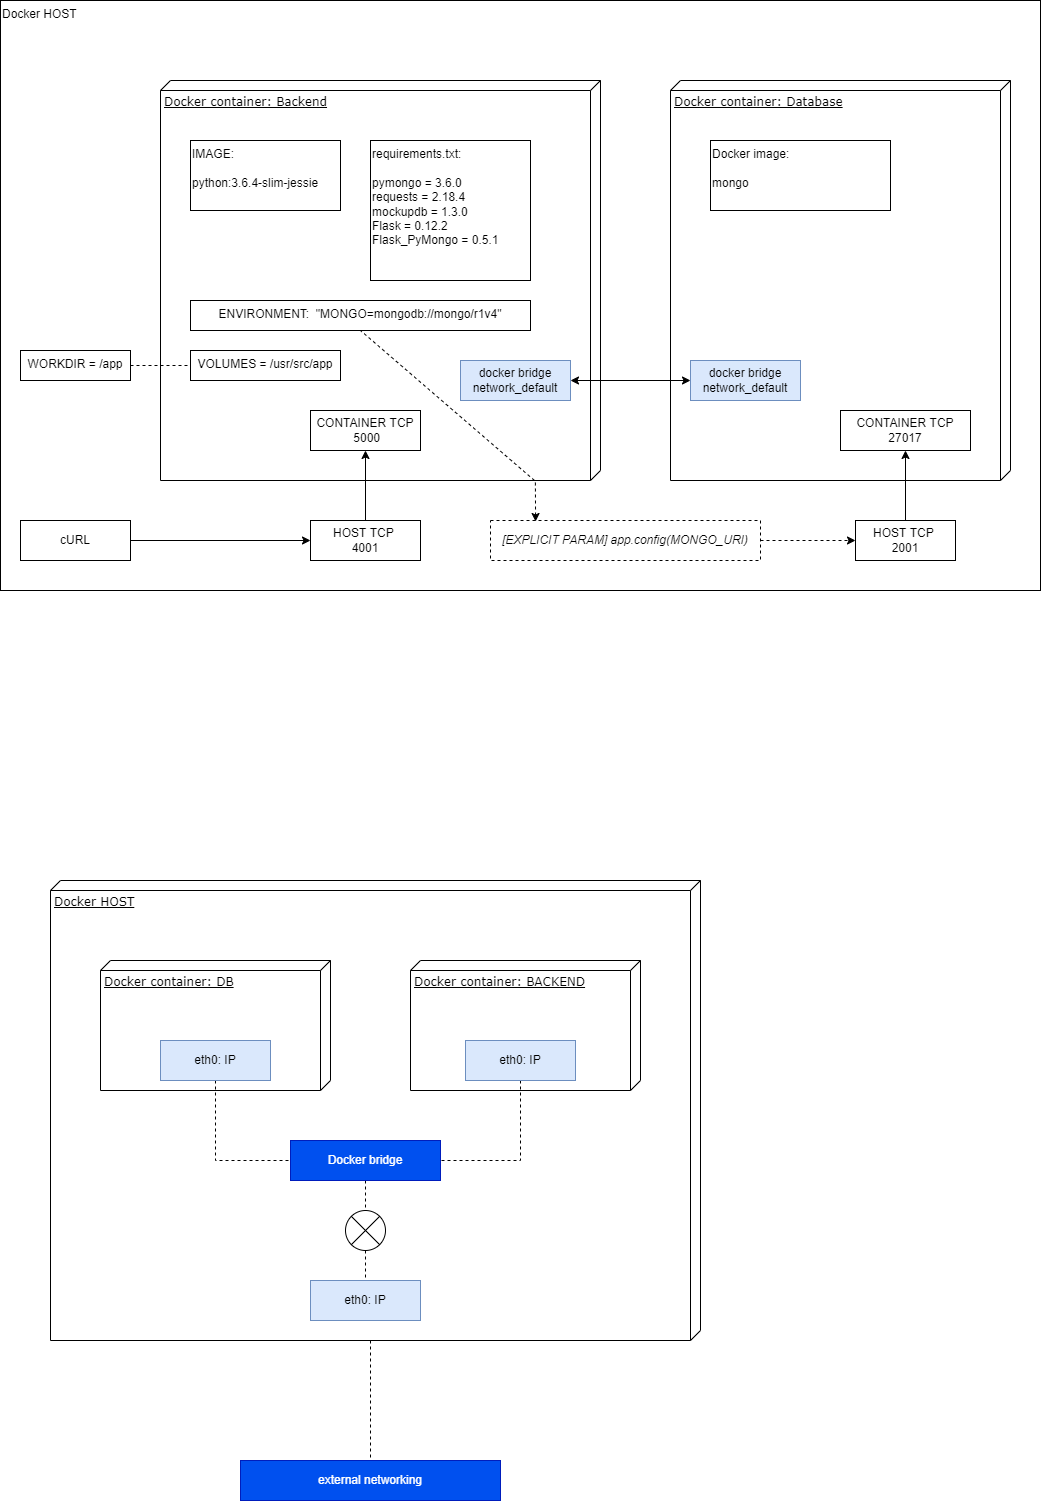 Docker HOST
Docker container: Backend
IMAGE:
python:3.6.4-slim-jessie
requirements.txt:
pymongo = 3.6.0
requests = 2.18.4
mockupdb = 1.3.0
Flask = 0.12.2
Flask_PyMongo = 0.5.1
ENVIRONMENT:  "MONGO=mongodb://mongo/r1v4"
WORKDIR = /app
VOLUMES = /usr/src/app
docker bridge
network_default
CONTAINER TCP
5000
Docker container: Database
Docker image:
mongo
docker bridge
network_default
CONTAINER TCP
27017
cURL
HOST TCP
4001
[EXPLICIT PARAM] app.config(MONGO_URI)
HOST TCP
2001
Docker HOST
Docker container: DB
eth0: IP
Docker container: BACKEND
eth0: IP
Docker bridge
eth0: IP
external networking